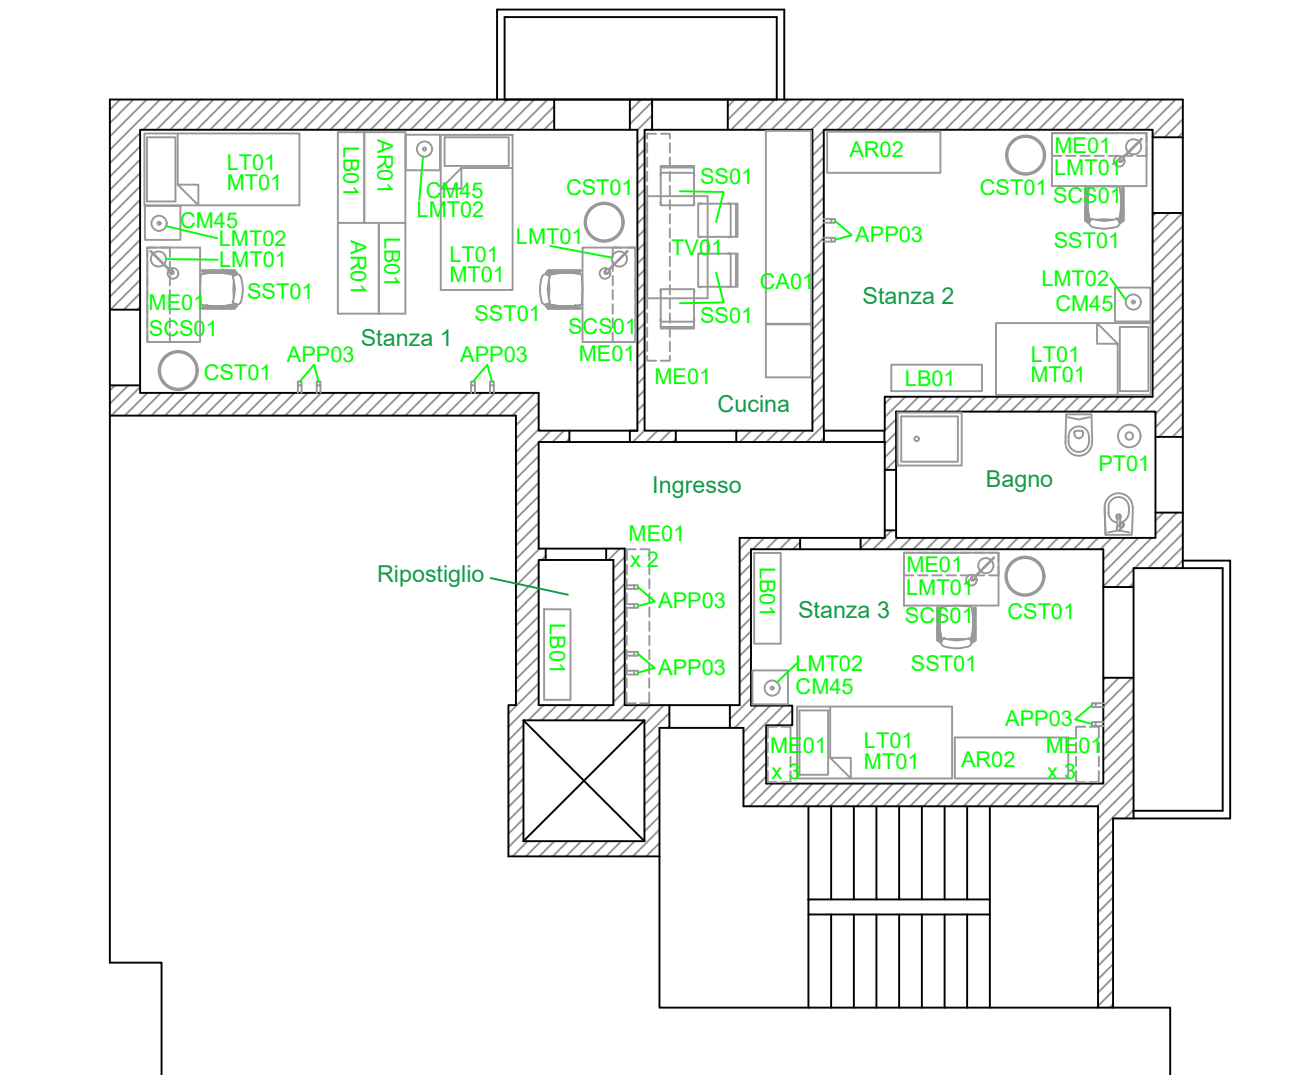 LT01
MT01
CM45
LMT02
LMT01
SST01
ME01
SCS01
CST01
APP03
LB01
AR01
AR01
LB01
CM45
LMT02
LT01
MT01
Stanza 1
APP03
CST01
LMT01
SST01
SCS01
ME01
SS01
TV01
SS01
CA01
ME01
Cucina
AR02
CST01
ME01
LMT01
SCS01
SST01
APP03
Stanza 2
LMT02
CM45
LT01
MT01
LB01
PT01
Bagno
Ingresso
ME01
x 2
APP03
APP03
Ripostiglio
LB01
LB01
Stanza 3
ME01
LMT01
SCS01
SST01
CST01
LMT02
CM45
APP03
ME01
x 3
LT01
MT01
AR02
ME01
x 3